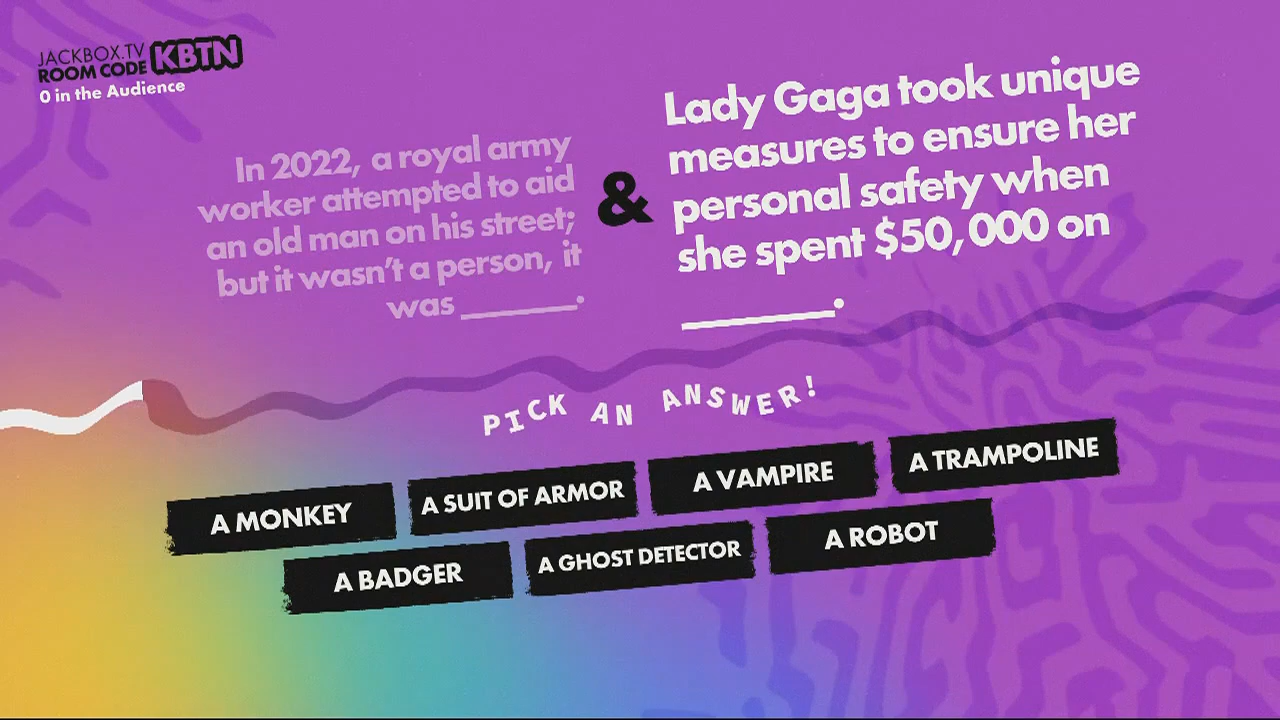 JACKBOX.TV
ROOM CODE KBTN
0 in the Audience
In 2022, a royal army
worker attempted to aid
an old man on his street;
but it wasn't a person, it
was ______.
&
Lady Gaga took unique
measures to ensure her
personal safety when
she spent $50,000 on
______.
PICK AN ANSWER!
A MONKEY
A SUIT OF ARMOR
A VAMPIRE
A TRAMPOLINE
A BADGER
A GHOST DETECTOR
A ROBOT